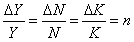 ΔY/Y = ΔN/N = ΔK/K = n